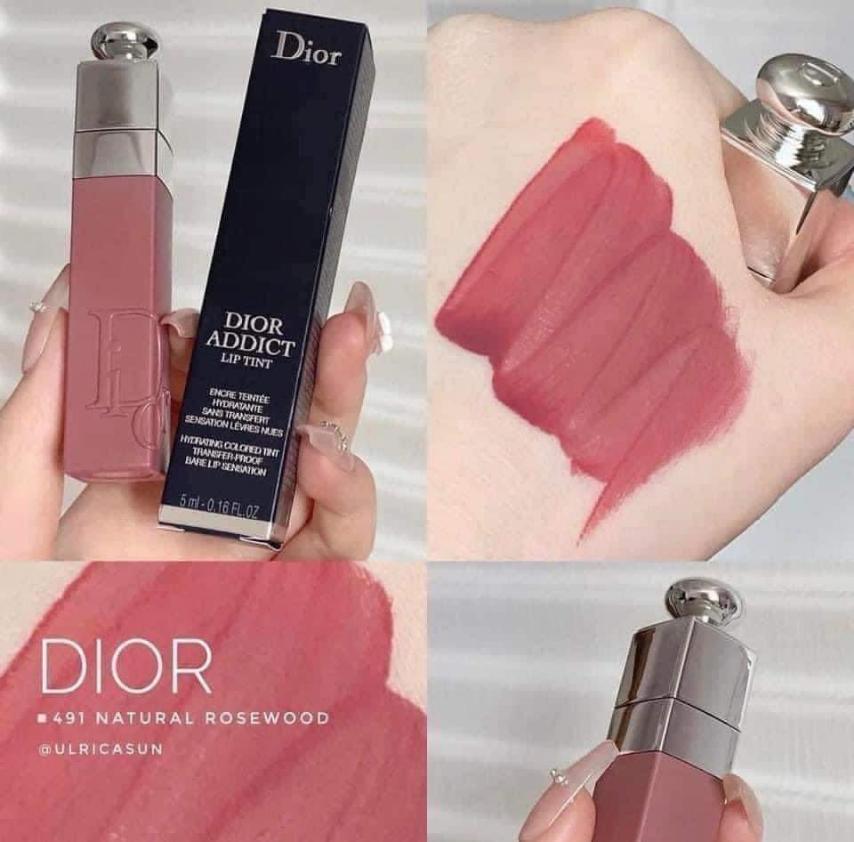 Dior
DIOR
ADDICT
LIP TINT
ENCRE TEINTÉE
HYDRATANTE
SANS TRANSFERT
SENSATION LÈVRES NUES
HYDRATING COLORED TINT
TRANSFER-PROOF
BARE LIP SENSATION
5 ml - 0.16 FL.OZ
DIOR
491 NATURAL ROSEWOOD
@ULRICASUN